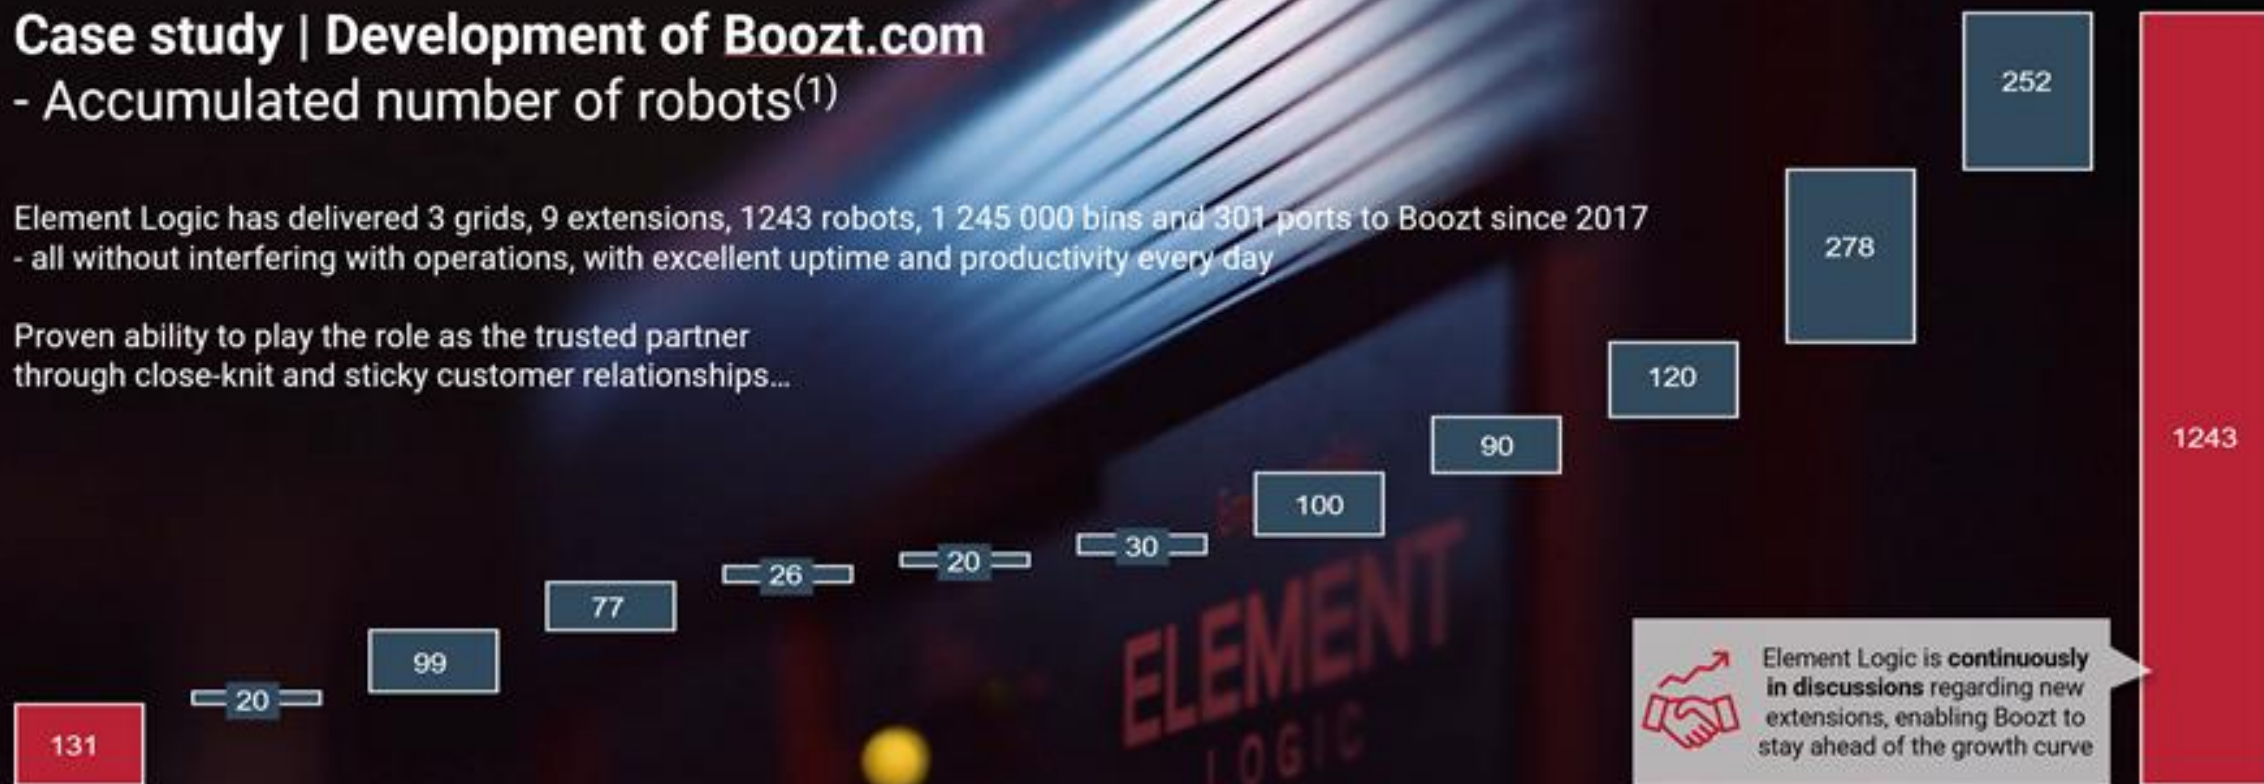 Case study | Development of Boozt.com
- Accumulated number of robots(1)
Element Logic has delivered 3 grids, 9 extensions, 1243 robots, 1 245 000 bins and 301 ports to Boozt since 2017
- all without interfering with operations, with excellent uptime and productivity every day
Proven ability to play the role as the trusted partner
through close-knit and sticky customer relationships...
131
20
99
77
26
20
30
100
90
120
278
252
1243
ELEMENT
LOGIC
Element Logic is continuously
in discussions regarding new
extensions, enabling Boozt to
stay ahead of the growth curve